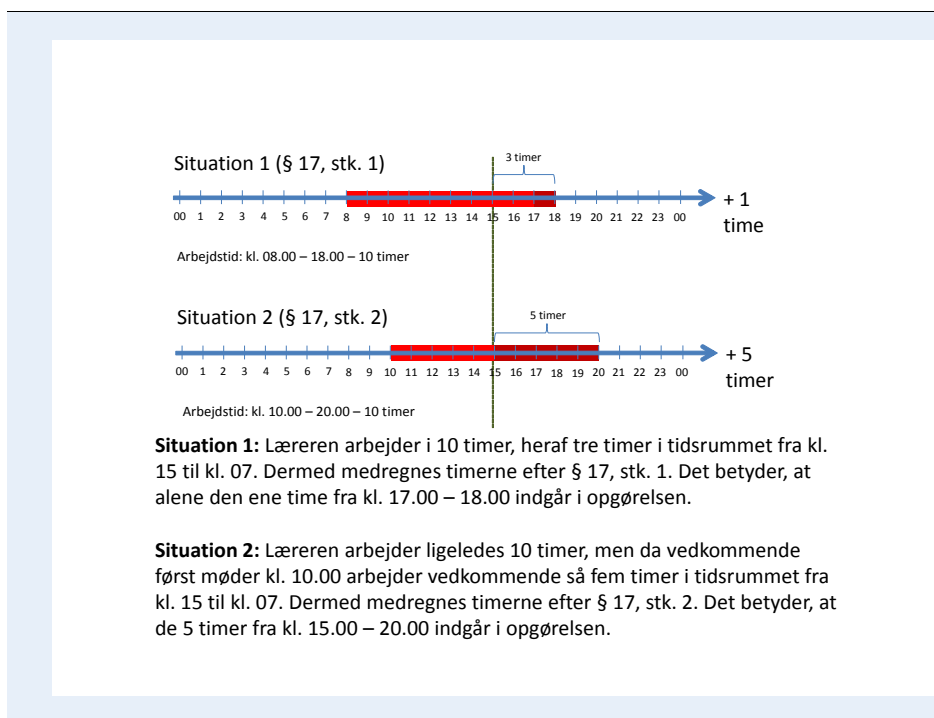 Situation 1 (§ 17, stk. 1)
3 timer
00 1 2 3 4 5 6 7 8 9 10 11 12 13 14 15 16 17 18 19 20 21 22 23 00
+ 1
time
Arbejdstid: kl. 08.00 – 18.00 – 10 timer
Situation 2 (§ 17, stk. 2)
5 timer
00 1 2 3 4 5 6 7 8 9 10 11 12 13 14 15 16 17 18 19 20 21 22 23 00
+ 5
timer
Arbejdstid: kl. 10.00 – 20.00 – 10 timer
Situation 1: Læreren arbejder i 10 timer, heraf tre timer i tidsrummet fra kl.
15 til kl. 07. Dermed medregnes timerne efter § 17, stk. 1. Det betyder, at
alene den ene time fra kl. 17.00 – 18.00 indgår i opgørelsen.
Situation 2: Læreren arbejder ligeledes 10 timer, men da vedkommende
først møder kl. 10.00 arbejder vedkommende så fem timer i tidsrummet fra
kl. 15 til kl. 07. Dermed medregnes timerne efter § 17, stk. 2. Det betyder, at
de 5 timer fra kl. 15.00 – 20.00 indgår i opgørelsen.